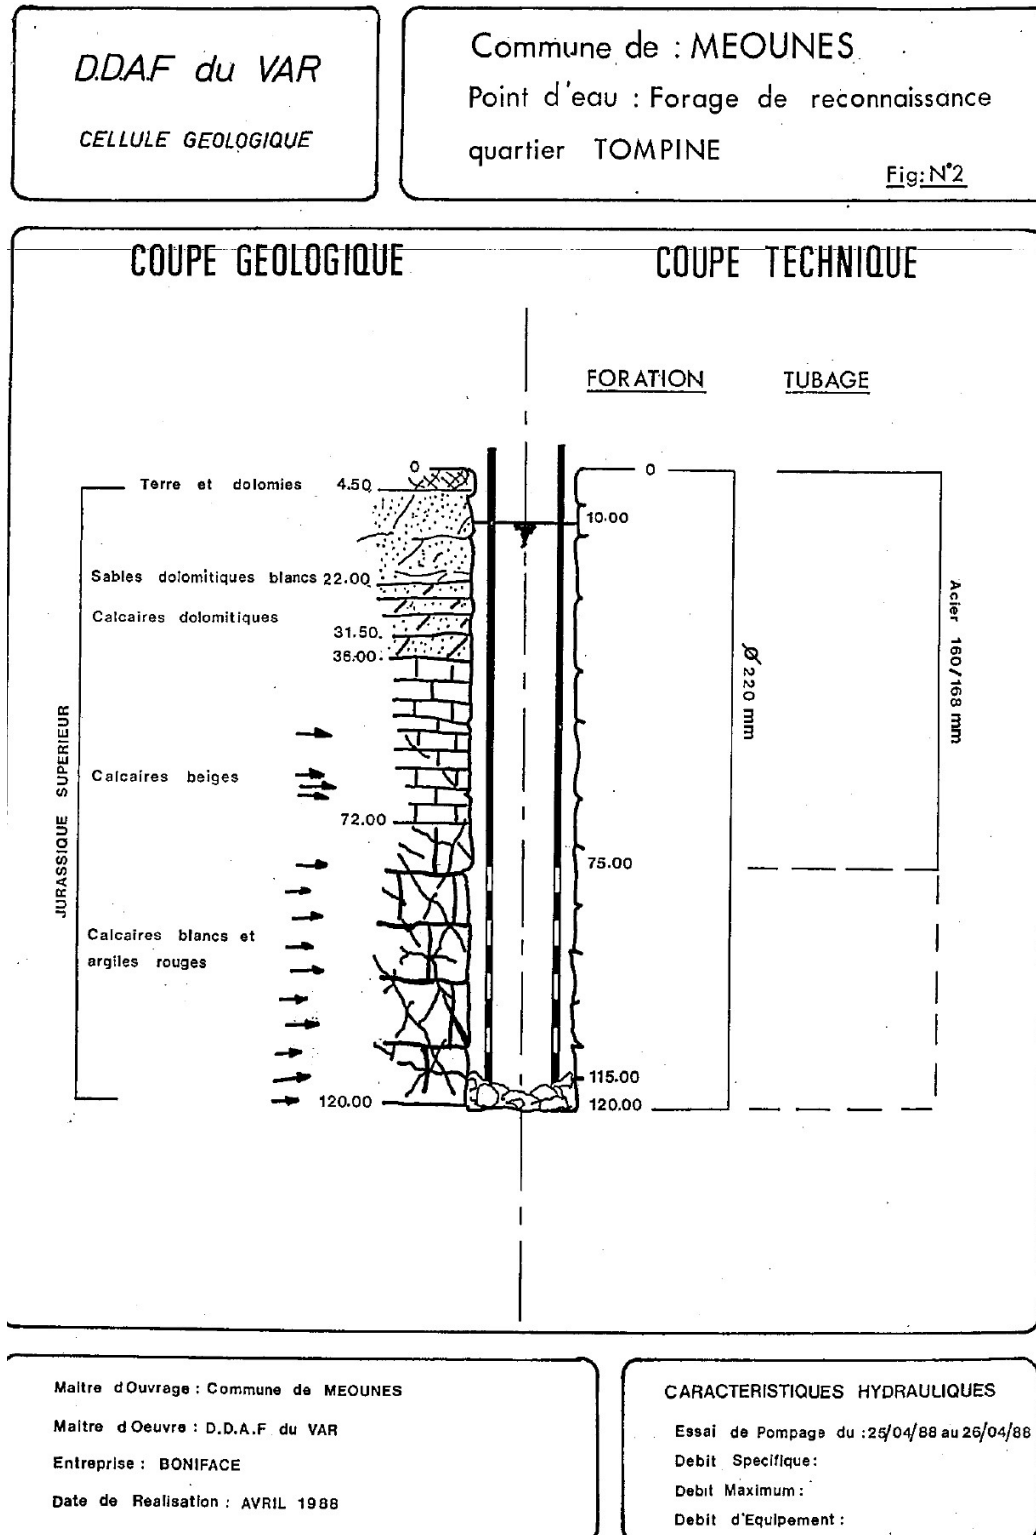 D.D.A.F du VAR
CELLULE GEOLOGIQUE
Commune de : MEOUNES
Point d'eau : Forage de reconnaissance
quartier TOMPINE
Fig: N°2
COUPE GEOLOGIQUE
COUPE TECHNIQUE
FORATION
TUBAGE
0
0
Terre et dolomies 4.50
10.00
Sables dolomitiques blancs 22.00
Calcaires dolomitiques
31.50
36.00
Acier 160/168 mm
Ø 220 mm
JURASSIQUE SUPERIEUR
Calcaires beiges
72.00
75.00
Calcaires blancs et
argiles rouges
115.00
120.00
120.00
Maitre d'Ouvrage : Commune de MEOUNES
Maitre d'Oeuvre : D.D.A.F du VAR
Entreprise : BONIFACE
Date de Realisation : AVRIL 1988
CARACTERISTIQUES HYDRAULIQUES
Essai de Pompage du : 25/04/88 au 26/04/88
Debit Specifique :
Debit Maximum :
Debit d'Equipement :